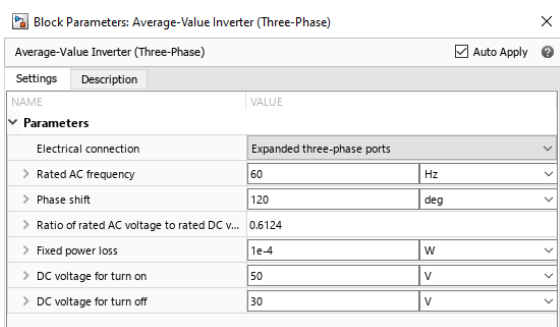 Block Parameters: Average-Value Inverter (Three-Phase)
Average-Value Inverter (Three-Phase) Auto Apply
Settings Description
NAME VALUE
Parameters
Electrical connection Expanded three-phase ports
Rated AC frequency 60 Hz
Phase shift 120 deg
Ratio of rated AC voltage to rated DC v... 0.6124
Fixed power loss 1e-4 W
DC voltage for turn on 50 V
DC voltage for turn off 30 V